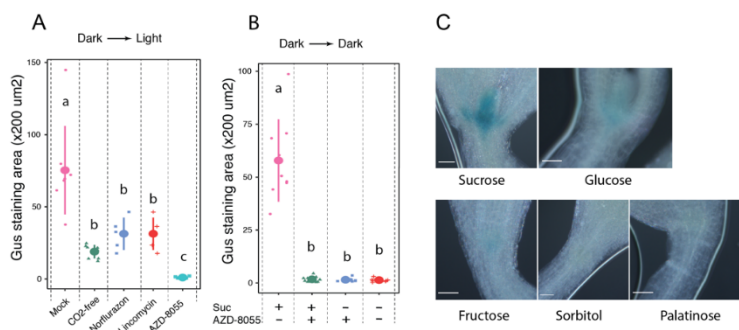 A
Dark → Light
Gus staining area (x200 um2)
150
100
50
0
a
b
b
b
c
Mock
CO2-free
Norflurazon
Lincomycin
AZD-8055
B
Dark → Dark
Gus staining area (x200 um2)
100
75
50
25
0
a
b
b
b
Suc + + − −
AZD-8055 − + + −
C
Sucrose
Glucose
Fructose
Sorbitol
Palatinose